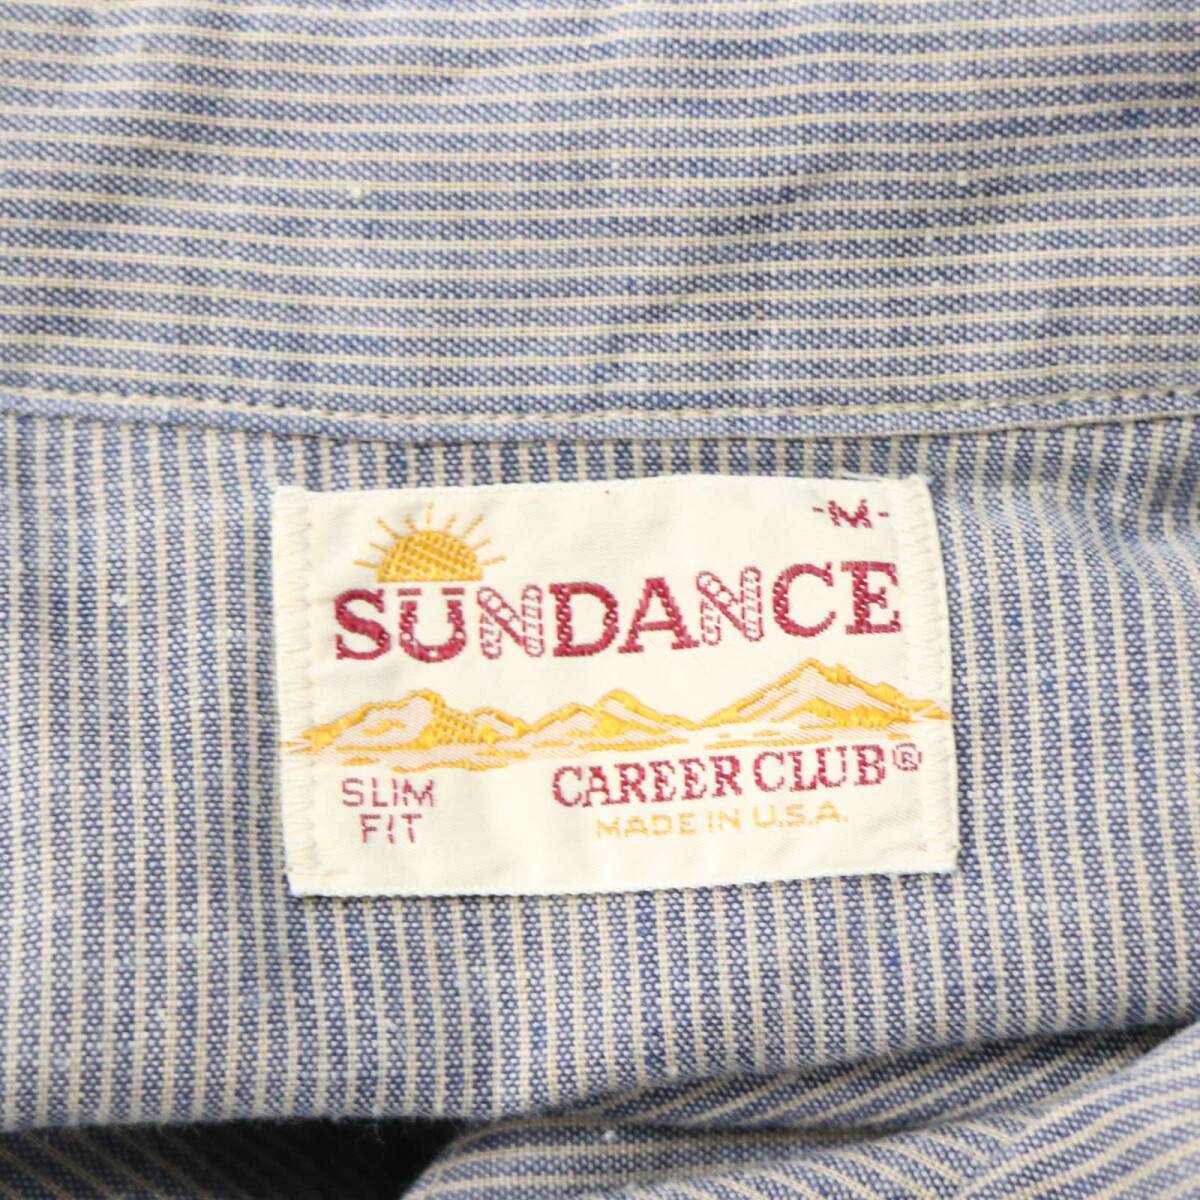 -M-
SUNDANCE
SLIM
FIT
CAREER CLUB®
MADE IN U.S.A.